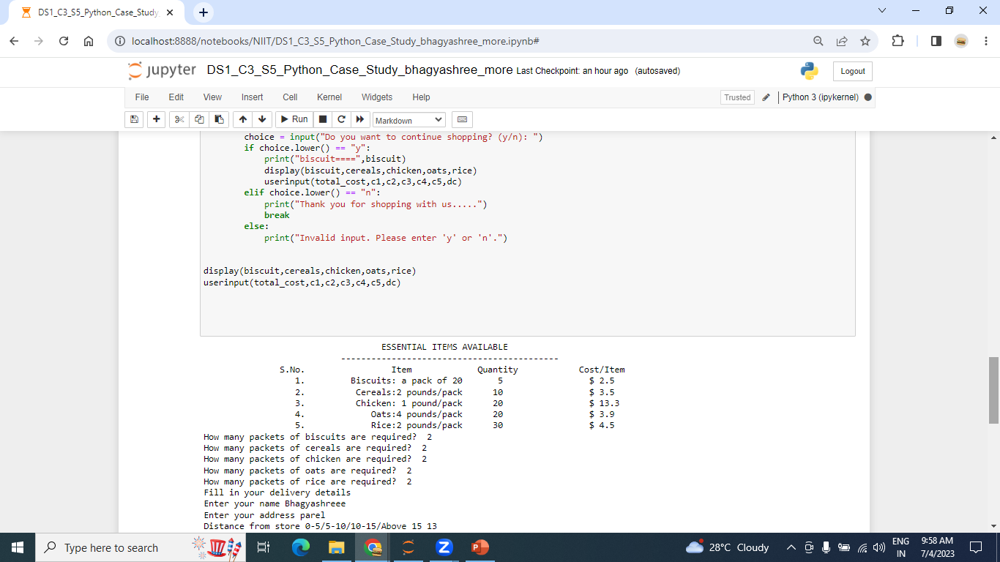 DS1_C3_S5_Python_Case_Study_
localhost:8888/notebooks/NIIT/DS1_C3_S5_Python_Case_Study_bhagyashree_more.ipynb#
jupyter DS1_C3_S5_Python_Case_Study_bhagyashree_more Last Checkpoint: an hour ago (autosaved)
Logout
File Edit View Insert Cell Kernel Widgets Help Trusted Python 3 (ipykernel)
Run Markdown
choice = input("Do you want to continue shopping? (y/n): ")
if choice.lower() == "y":
print("biscuit====",biscuit)
display(biscuit,cereals,chicken,oats,rice)
userinput(total_cost,c1,c2,c3,c4,c5,dc)
elif choice.lower() == "n":
print("Thank you for shopping with us.....")
break
else:
print("Invalid input. Please enter 'y' or 'n'.")
display(biscuit,cereals,chicken,oats,rice)
userinput(total_cost,c1,c2,c3,c4,c5,dc)
ESSENTIAL ITEMS AVAILABLE
-------------------------------------------
S.No. Item Quantity Cost/Item
1. Biscuits: a pack of 20 5 $ 2.5
2. Cereals:2 pounds/pack 10 $ 3.5
3. Chicken: 1 pound/pack 20 $ 13.3
4. Oats:4 pounds/pack 20 $ 3.9
5. Rice:2 pounds/pack 30 $ 4.5
How many packets of biscuits are required? 2
How many packets of cereals are required? 2
How many packets of chicken are required? 2
How many packets of oats are required? 2
How many packets of rice are required? 2
Fill in your delivery details
Enter your name Bhagyashreee
Enter your address parel
Distance from store 0-5/5-10/10-15/Above 15 13
Type here to search
28°C Cloudy
ENG
IN
9:58 AM
7/4/2023